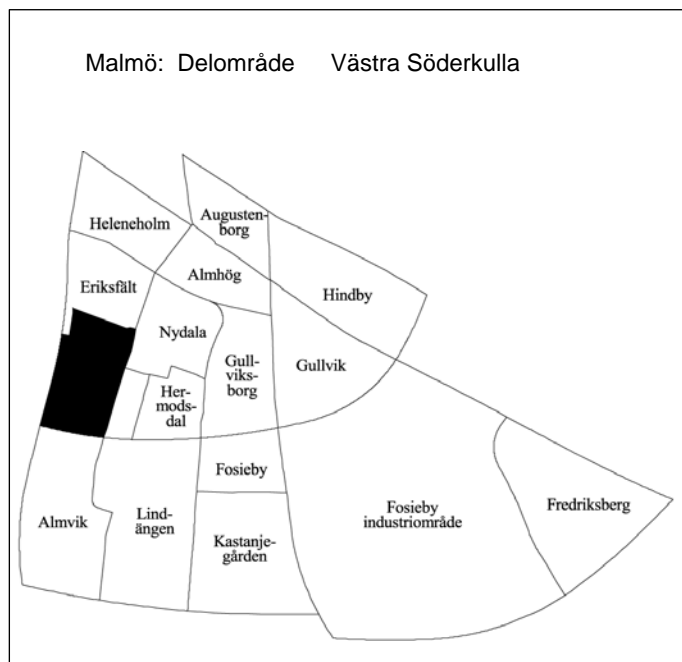 Malmö: Delområde Västra Söderkulla
Heleneholm
Augusten-
borg
Eriksfält
Almhög
Hindby
Nydala
Gull-
viks-
borg
Gullvik
Her-
mods-
dal
Fosieby
Almvik
Lind-
ängen
Kastanje-
gården
Fosieby
industriområde
Fredriksberg